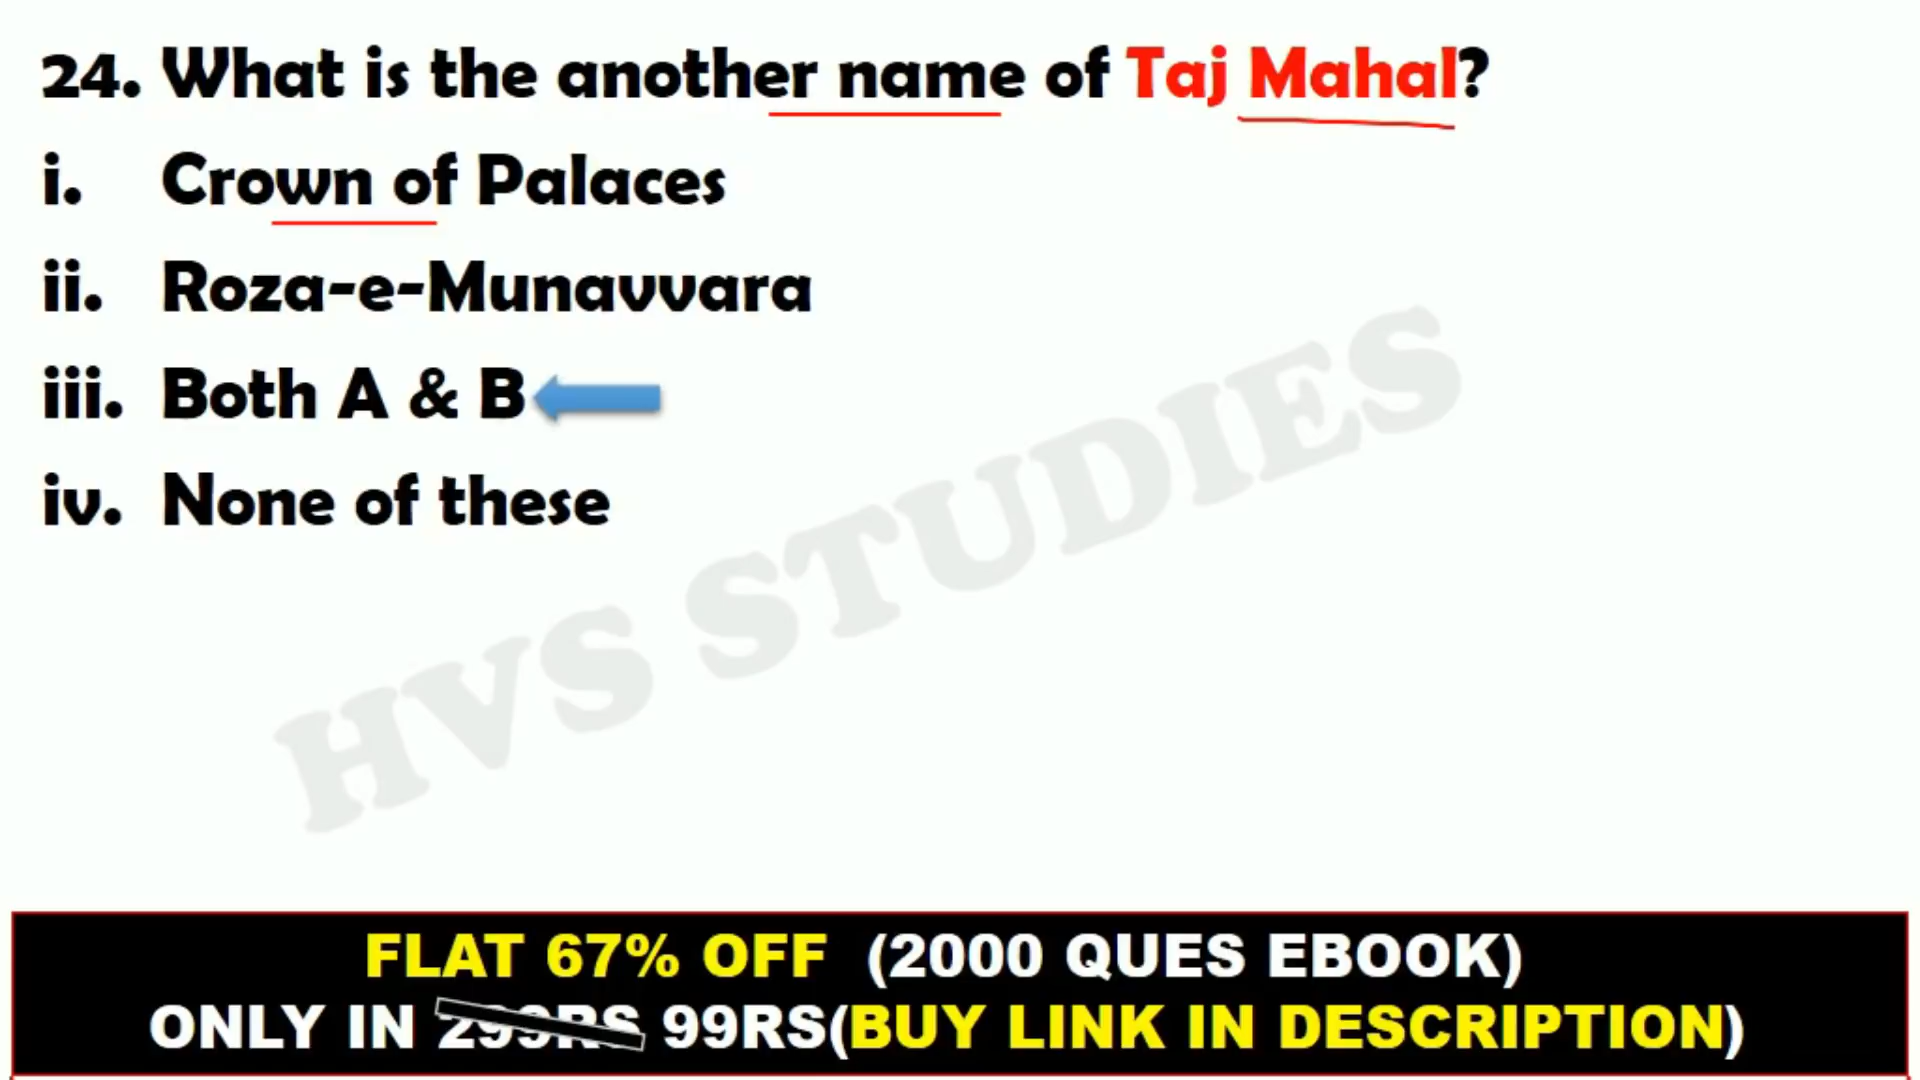 24. What is the another name of Taj Mahal?
i. Crown of Palaces
ii. Roza-e-Munavvara
iii. Both A & B
iv. None of these
HVS STUDIES
FLAT 67% OFF (2000 QUES EBOOK)
ONLY IN 299RS 99RS(BUY LINK IN DESCRIPTION)